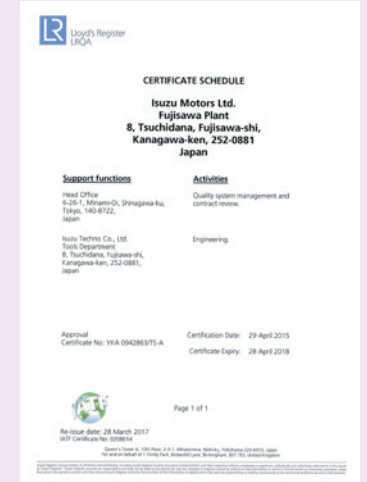 LR
Lloyd's Register
LRQA
CERTIFICATE SCHEDULE
Isuzu Motors Ltd.
Fujisawa Plant
8, Tsuchidana, Fujisawa-shi,
Kanagawa-ken, 252-0881
Japan
Support functions
Activities
Head Office
6-26-1, Minami-Oi, Shinagawa-ku,
Tokyo, 140-8722,
Japan
Quality system management and
contract review.
Isuzu Techno Co., Ltd.
Tools Department
8, Tsuchidana, Fujisawa-shi,
Kanagawa-ken, 252-0881,
Japan
Engineering.
Approval
Certificate No: YKA 0942863/TS-A
Certification Date: 29 April 2015
Certificate Expiry: 28 April 2018
Page 1 of 1
Re-issue date: 28 March 2017
IATF Certificate No: 0208614